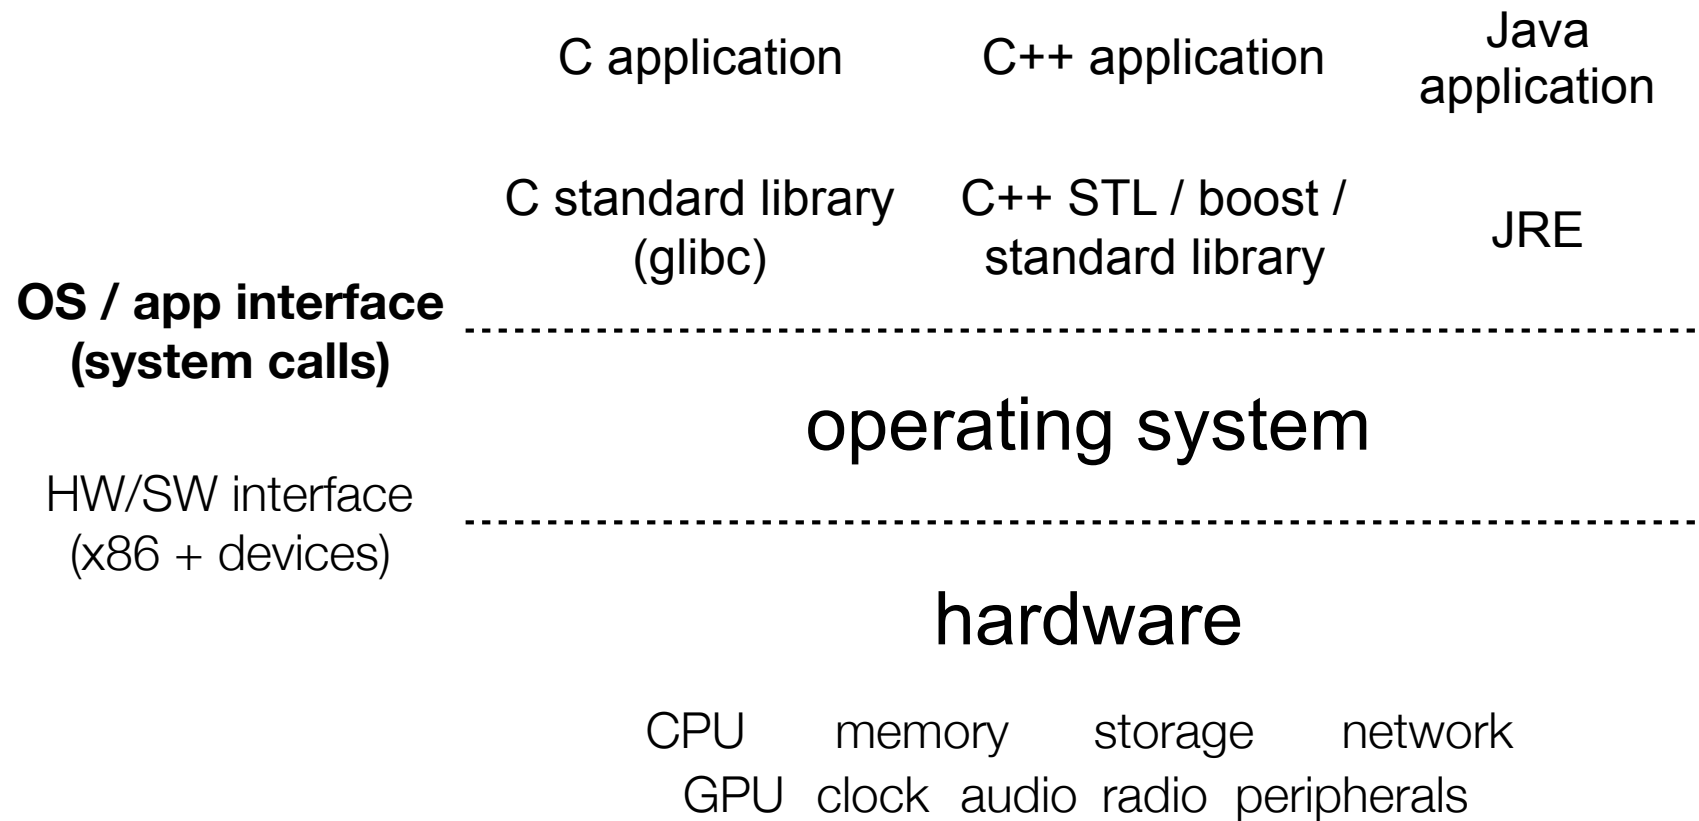 C application
C++ application
Java
application
C standard library
(glibc)
C++ STL / boost /
standard library
JRE
OS / app interface
(system calls)
operating system
HW/SW interface
(x86 + devices)
hardware
CPU memory storage network
GPU clock audio radio peripherals